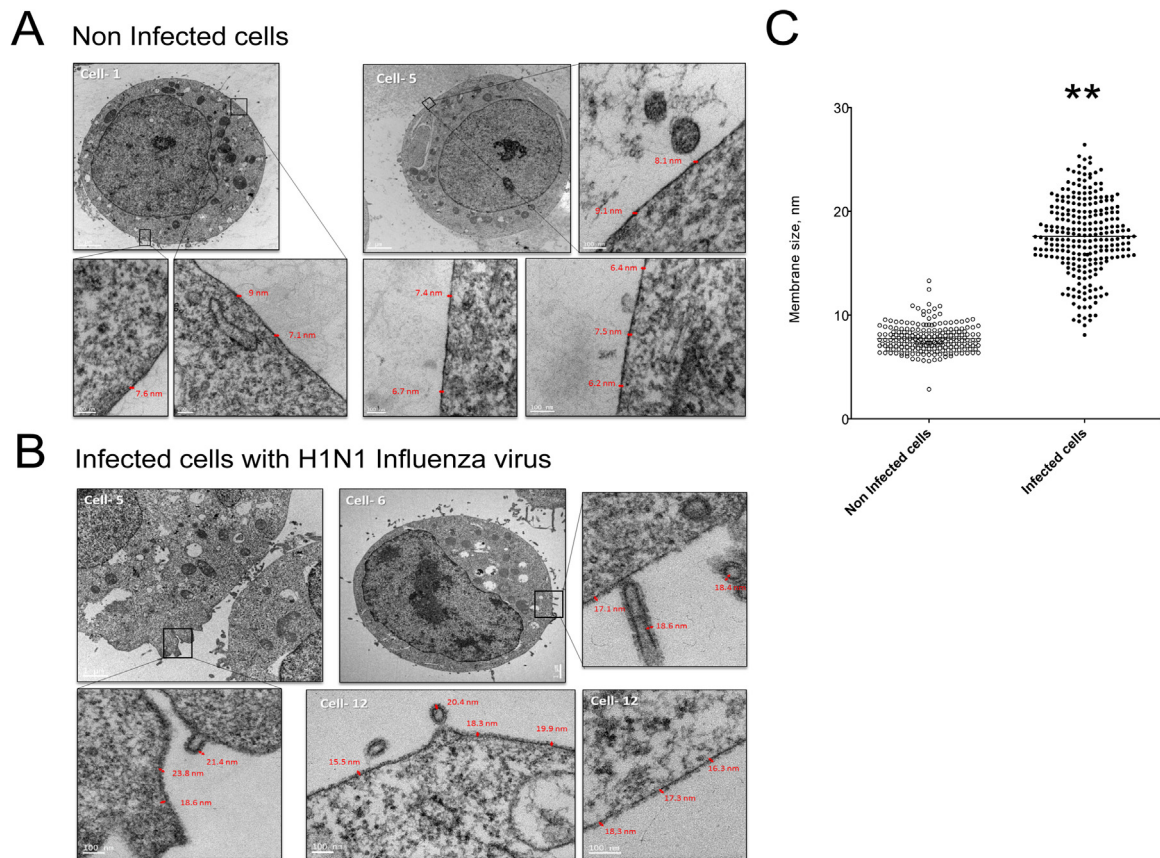 A Non Infected cells
Cell- 1
Cell- 5
8.1 nm
9.1 nm
100 nm
9 nm
7.1 nm
7.6 nm
7.4 nm
6.7 nm
6.4 nm
7.5 nm
6.2 nm
100 nm
B Infected cells with H1N1 Influenza virus
Cell- 5
Cell- 6
17.1 nm
18.6 nm
18.4 nm
21.4 nm
23.8 nm
18.6 nm
100 nm
Cell- 12
20.4 nm
18.3 nm
19.9 nm
15.5 nm
100 nm
Cell- 12
16.3 nm
17.3 nm
18.3 nm
100 nm
C
**
Membrane size, nm
30
20
10
0
Non Infected cells
Infected cells